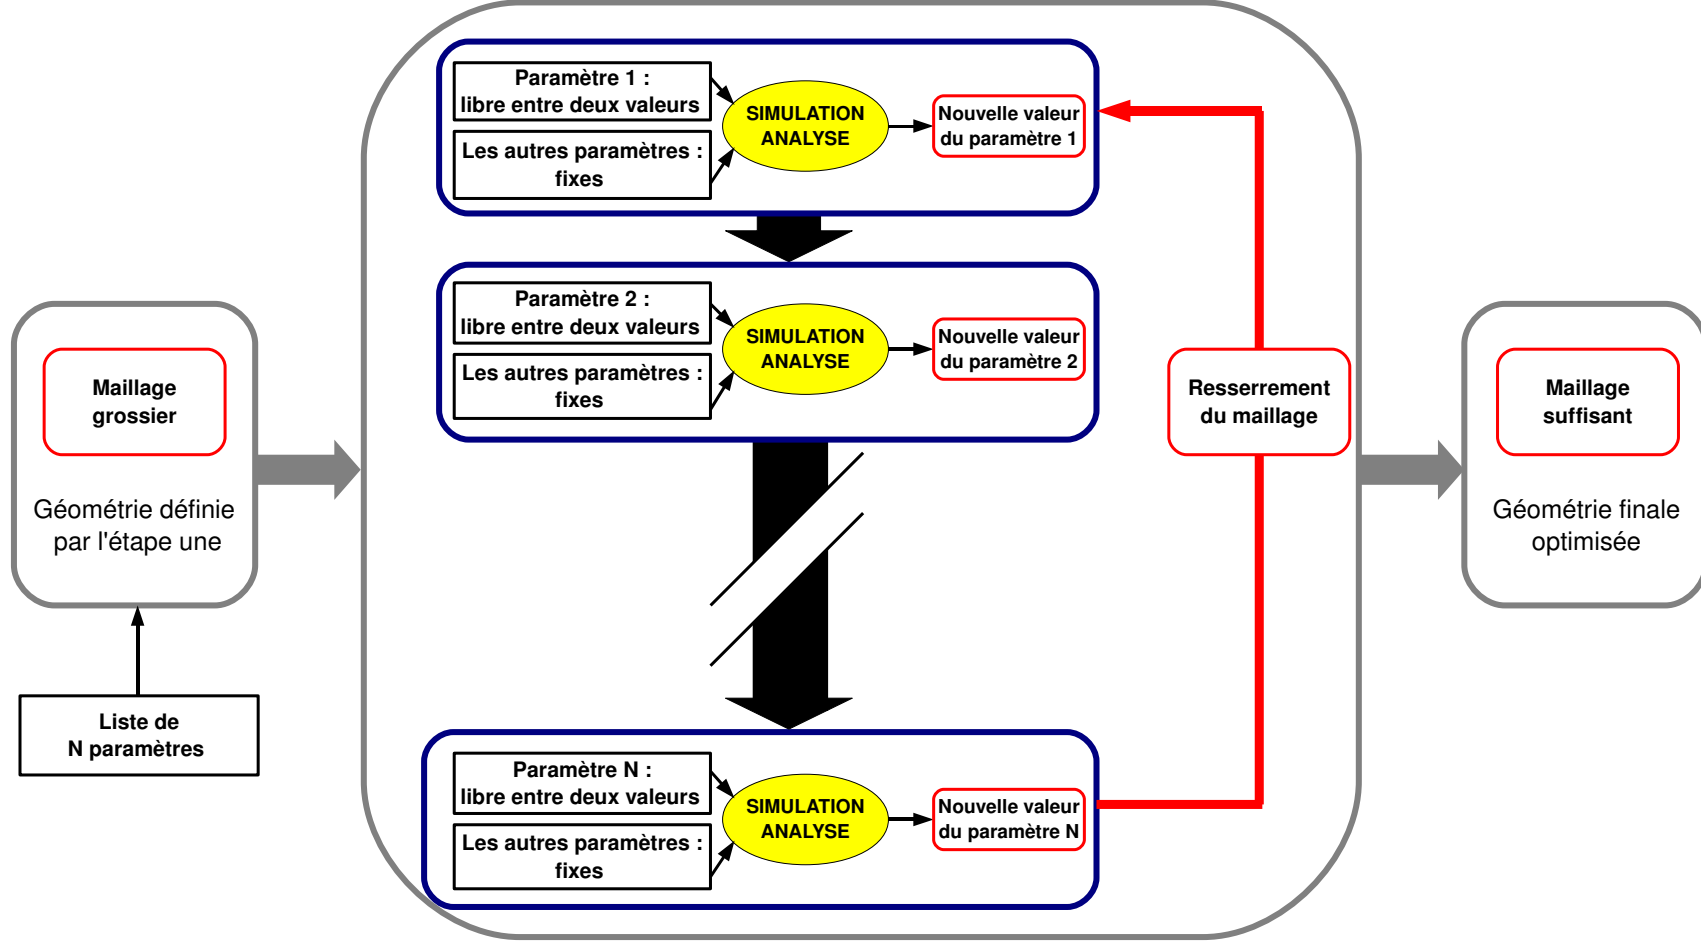 Maillage
grossier
Géométrie définie
par l'étape une
Liste de
N paramètres
Paramètre 1 :
libre entre deux valeurs
Les autres paramètres :
fixes
SIMULATION
ANALYSE
Nouvelle valeur
du paramètre 1
Paramètre 2 :
libre entre deux valeurs
Les autres paramètres :
fixes
SIMULATION
ANALYSE
Nouvelle valeur
du paramètre 2
Paramètre N :
libre entre deux valeurs
Les autres paramètres :
fixes
SIMULATION
ANALYSE
Nouvelle valeur
du paramètre N
Resserrement
du maillage
Maillage
suffisant
Géométrie finale
optimisée